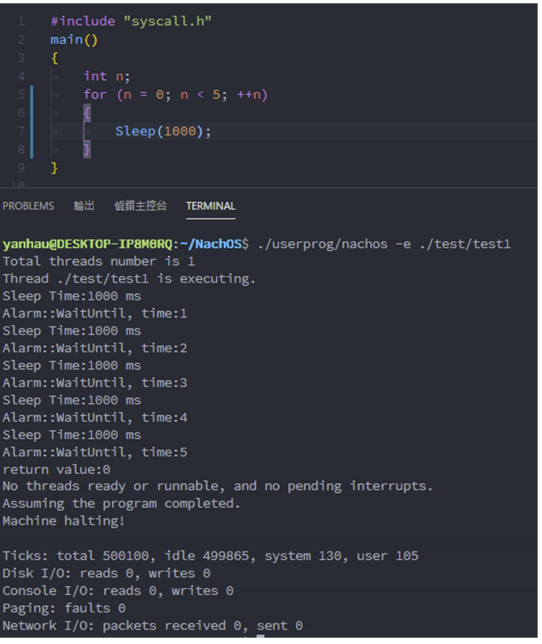 1 #include "syscall.h"
2 main()
3 {
4 int n;
5 for (n = 0; n < 5; ++n)
6 {
7 Sleep(1000);
8 }
9 }
10
PROBLEMS 輸出 偵錯主控台 TERMINAL
yanhau@DESKTOP-IP8M0RQ:~/NachOS$ ./userprog/nachos -e ./test/test1
Total threads number is 1
Thread ./test/test1 is executing.
Sleep Time:1000 ms
Alarm::WaitUntil, time:1
Sleep Time:1000 ms
Alarm::WaitUntil, time:2
Sleep Time:1000 ms
Alarm::WaitUntil, time:3
Sleep Time:1000 ms
Alarm::WaitUntil, time:4
Sleep Time:1000 ms
Alarm::WaitUntil, time:5
return value:0
No threads ready or runnable, and no pending interrupts.
Assuming the program completed.
Machine halting!
Ticks: total 500100, idle 499865, system 130, user 105
Disk I/O: reads 0, writes 0
Console I/O: reads 0, writes 0
Paging: faults 0
Network I/O: packets received 0, sent 0